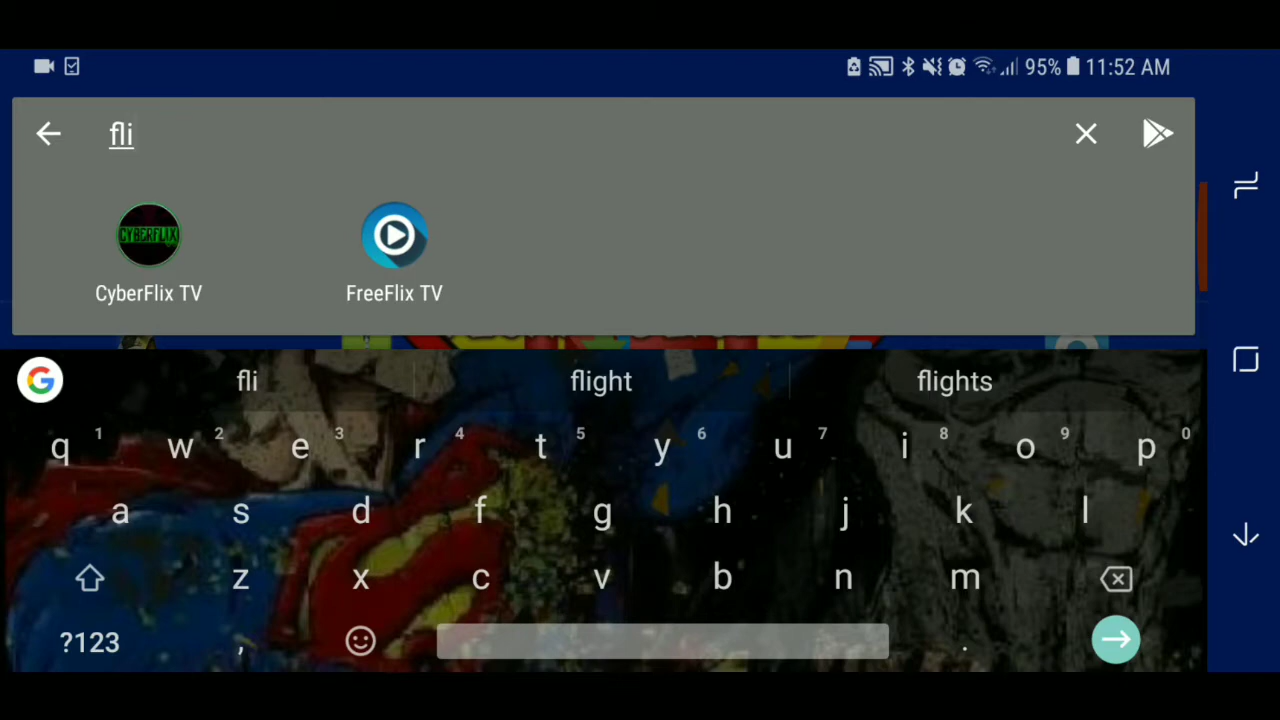 95% 11:52 AM
fli
CYBERFLIX
CyberFlix TV FreeFlix TV
G fli flight flights
1 2 3 4 5 6 7 8 9 0
q w e r t y u i o p
a s d f g h j k l
z x c v b n m
?123 , .